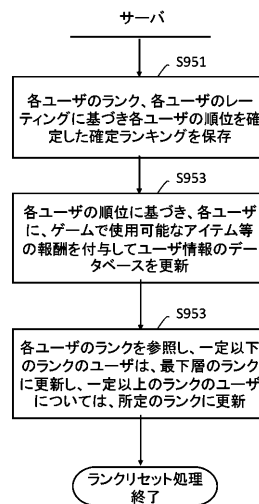 サーバ
S951
各ユーザのランク、各ユーザのレー
ティングに基づき各ユーザの順位を確
定した確定ランキングを保存
S953
各ユーザの順位に基づき、各ユーザ
に、ゲームで使用可能なアイテム等
の報酬を付与してユーザ情報のデー
タベースを更新
S953
各ユーザのランクを参照し、一定以下
のランクのユーザは、最下層のランク
に更新し、一定以上のランクのユーザ
については、所定のランクに更新
ランクリセット処理
終了